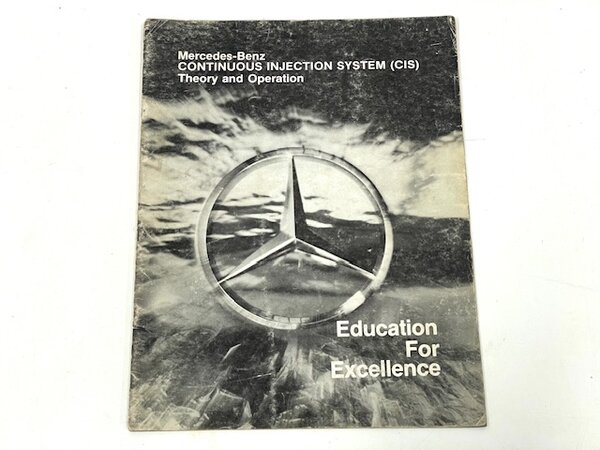 Mercedes-Benz
CONTINUOUS INJECTION SYSTEM (CIS)
Theory and Operation
Education
For
Excellence